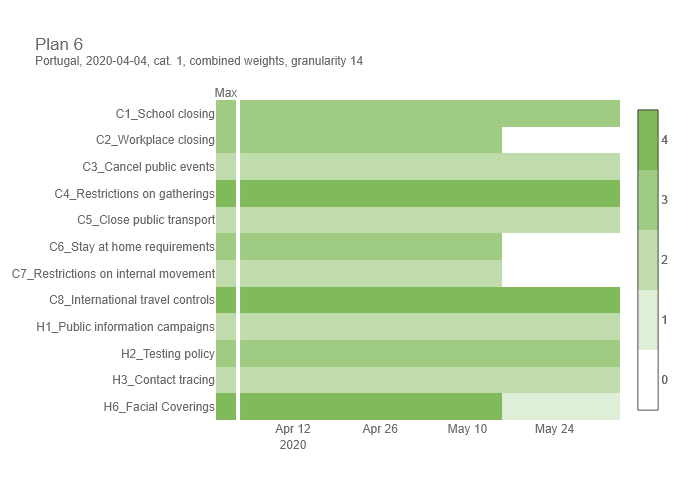 Plan 6
Portugal, 2020-04-04, cat. 1, combined weights, granularity 14
Max
C1_School closing
C2_Workplace closing
C3_Cancel public events
C4_Restrictions on gatherings
C5_Close public transport
C6_Stay at home requirements
C7_Restrictions on internal movement
C8_International travel controls
H1_Public information campaigns
H2_Testing policy
H3_Contact tracing
H6_Facial Coverings
Apr 12 Apr 26 May 10 May 24
2020
4
3
2
1
0